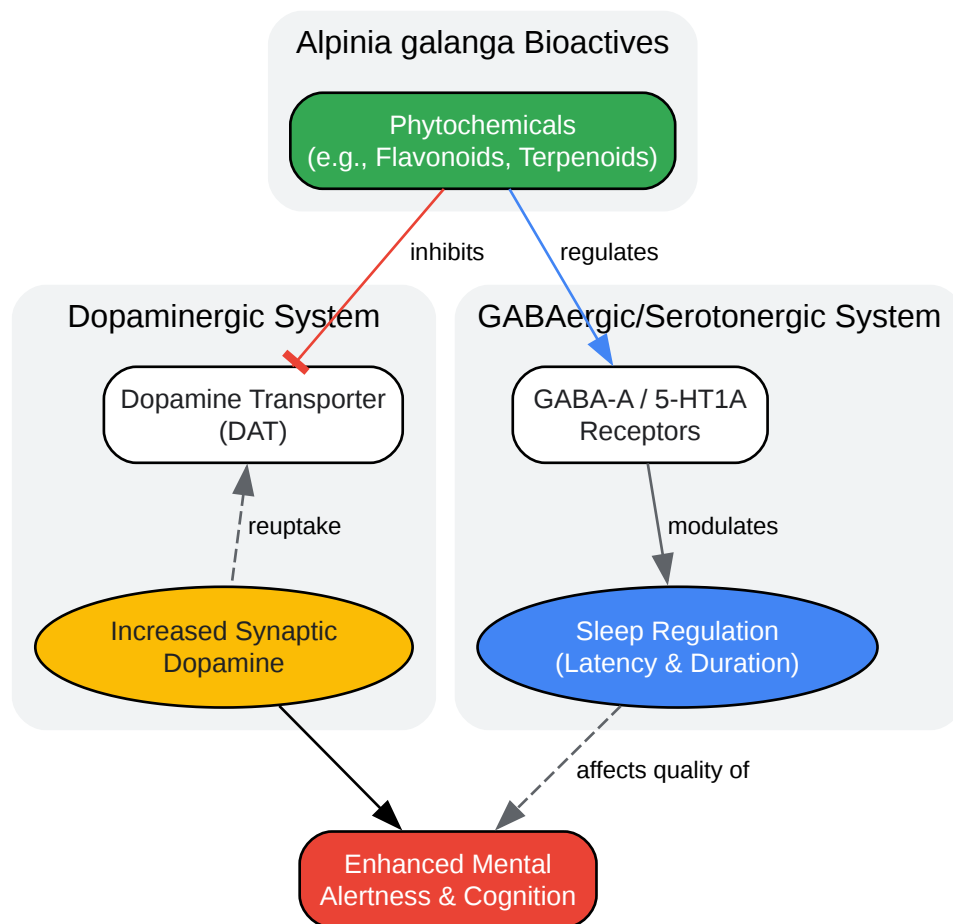 Alpinia galanga Bioactives
Phytochemicals
(e.g., Flavonoids, Terpenoids)
inhibits
regulates
Dopaminergic System
GABAergic/Serotonergic System
Dopamine Transporter
(DAT)
GABA-A / 5-HT1A
Receptors
reuptake
modulates
Increased Synaptic
Dopamine
Sleep Regulation
(Latency & Duration)
affects quality of
Enhanced Mental
Alertness & Cognition